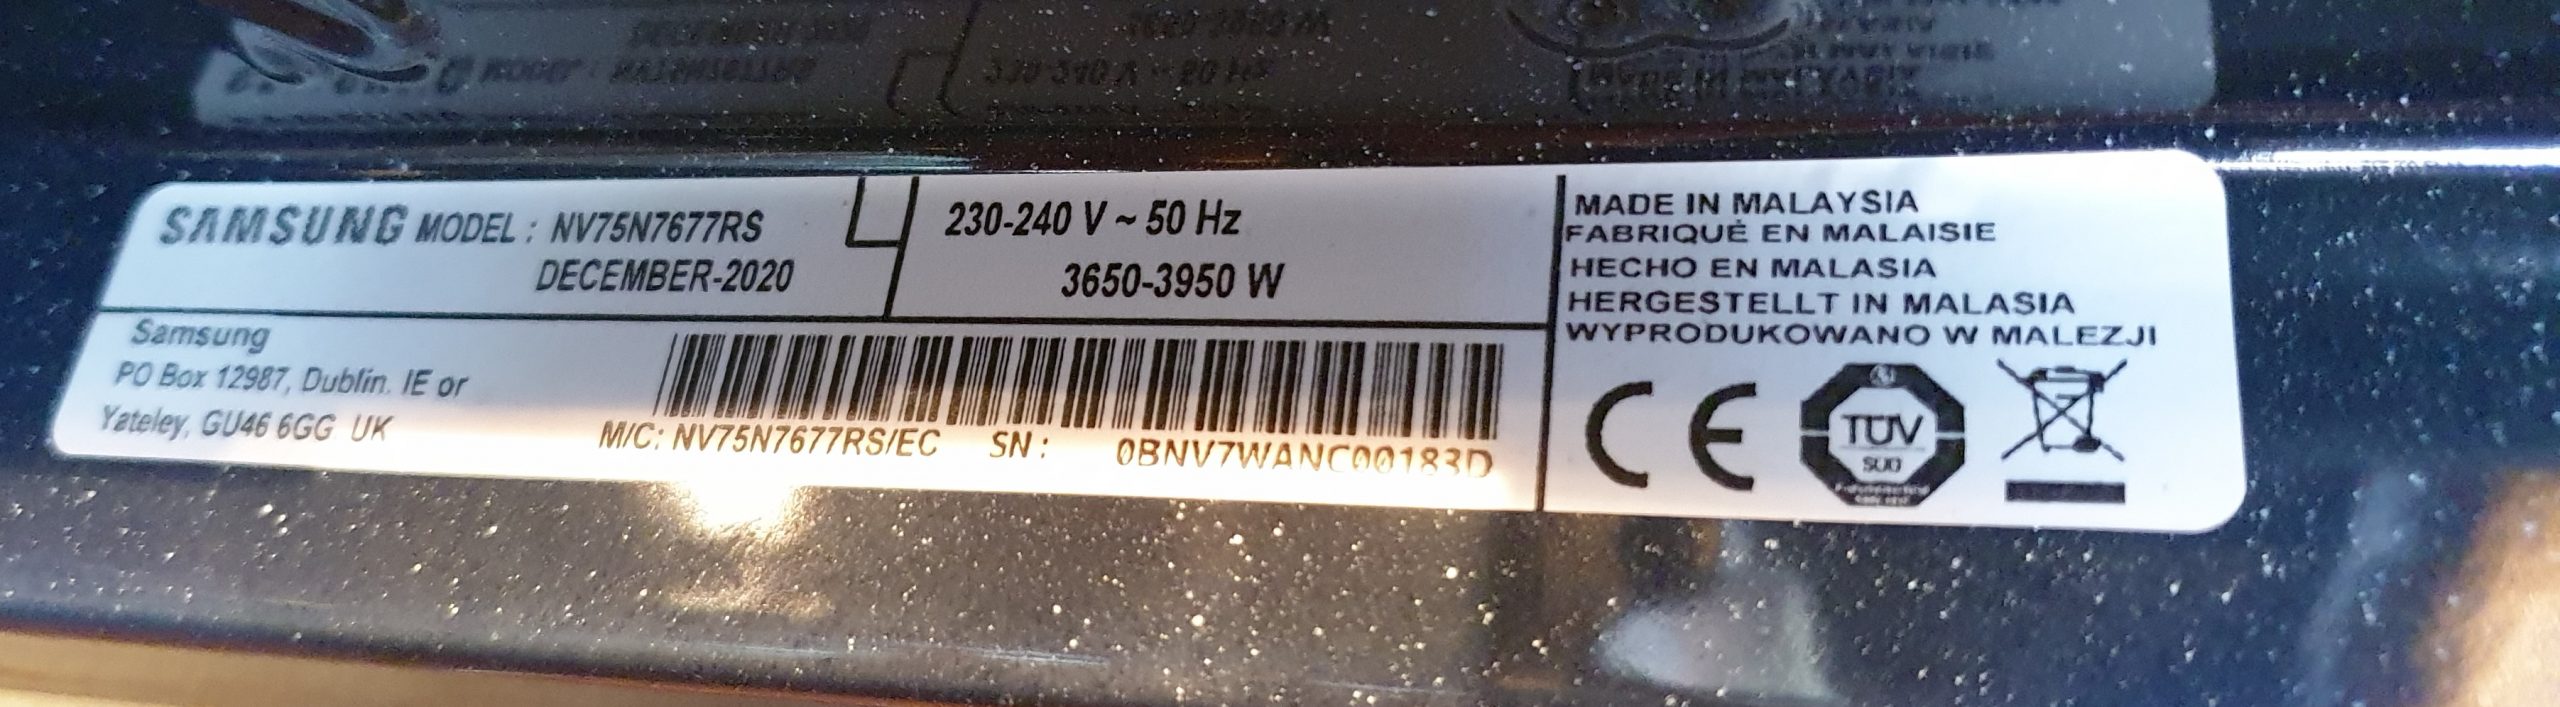 SAMSUNG MODEL : NV75N7677RS
DECEMBER-2020
230-240 V ~ 50 Hz
3650-3950 W
Samsung
PO Box 12987, Dublin. IE or
Yateley, GU46 6GG UK
M/C: NV75N7677RS/EC SN : 0BNV7WANC00183D
MADE IN MALAYSIA
FABRIQUÉ EN MALAISIE
HECHO EN MALASIA
HERGESTELLT IN MALASIA
WYPRODUKOWANO W MALEZJI
CE
TÜV
SÜD